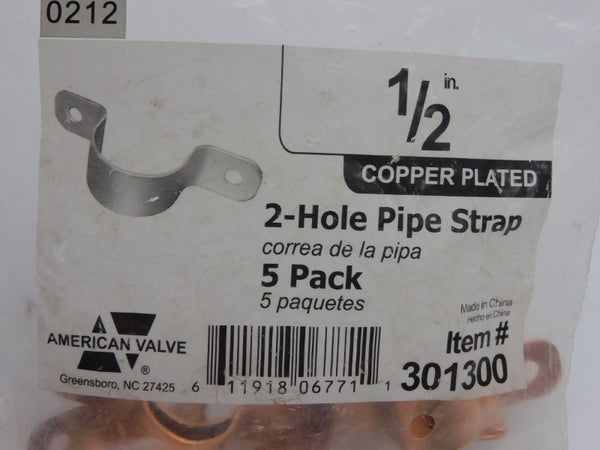 0212
1/2 in.
COPPER PLATED
2-Hole Pipe Strap
correa de la pipa
5 Pack
5 paquetes
Made in China
Hecho en China
AMERICAN VALVE
®
Greensboro, NC 27425
6 11918 06771 1
Item #
301300